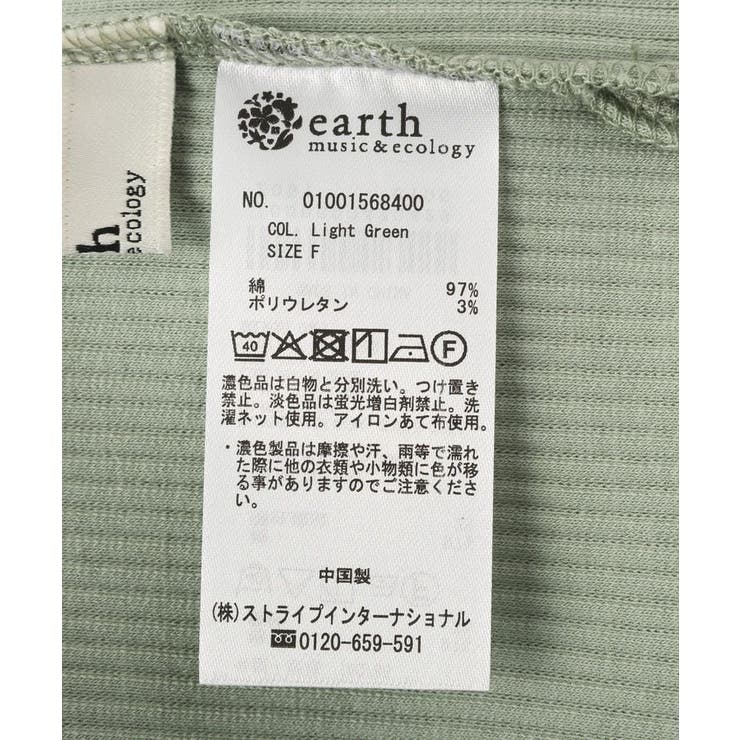 earth
music&ecology
h
ecology
NO. 01001568400
COL. Light Green
SIZE F
綿 97%
ポリウレタン 3%
40 F
濃色品は白物と分別洗い。つけ置き
禁止。淡色品は蛍光増白剤禁止。洗
濯ネット使用。アイロンあて布使用。
・濃色製品は摩擦や汗、雨等で濡れ
た際に他の衣類や小物類に色が移
る事がありますのでご注意くださ
い。
中国製
(株)ストライプインターナショナル
0120-659-591